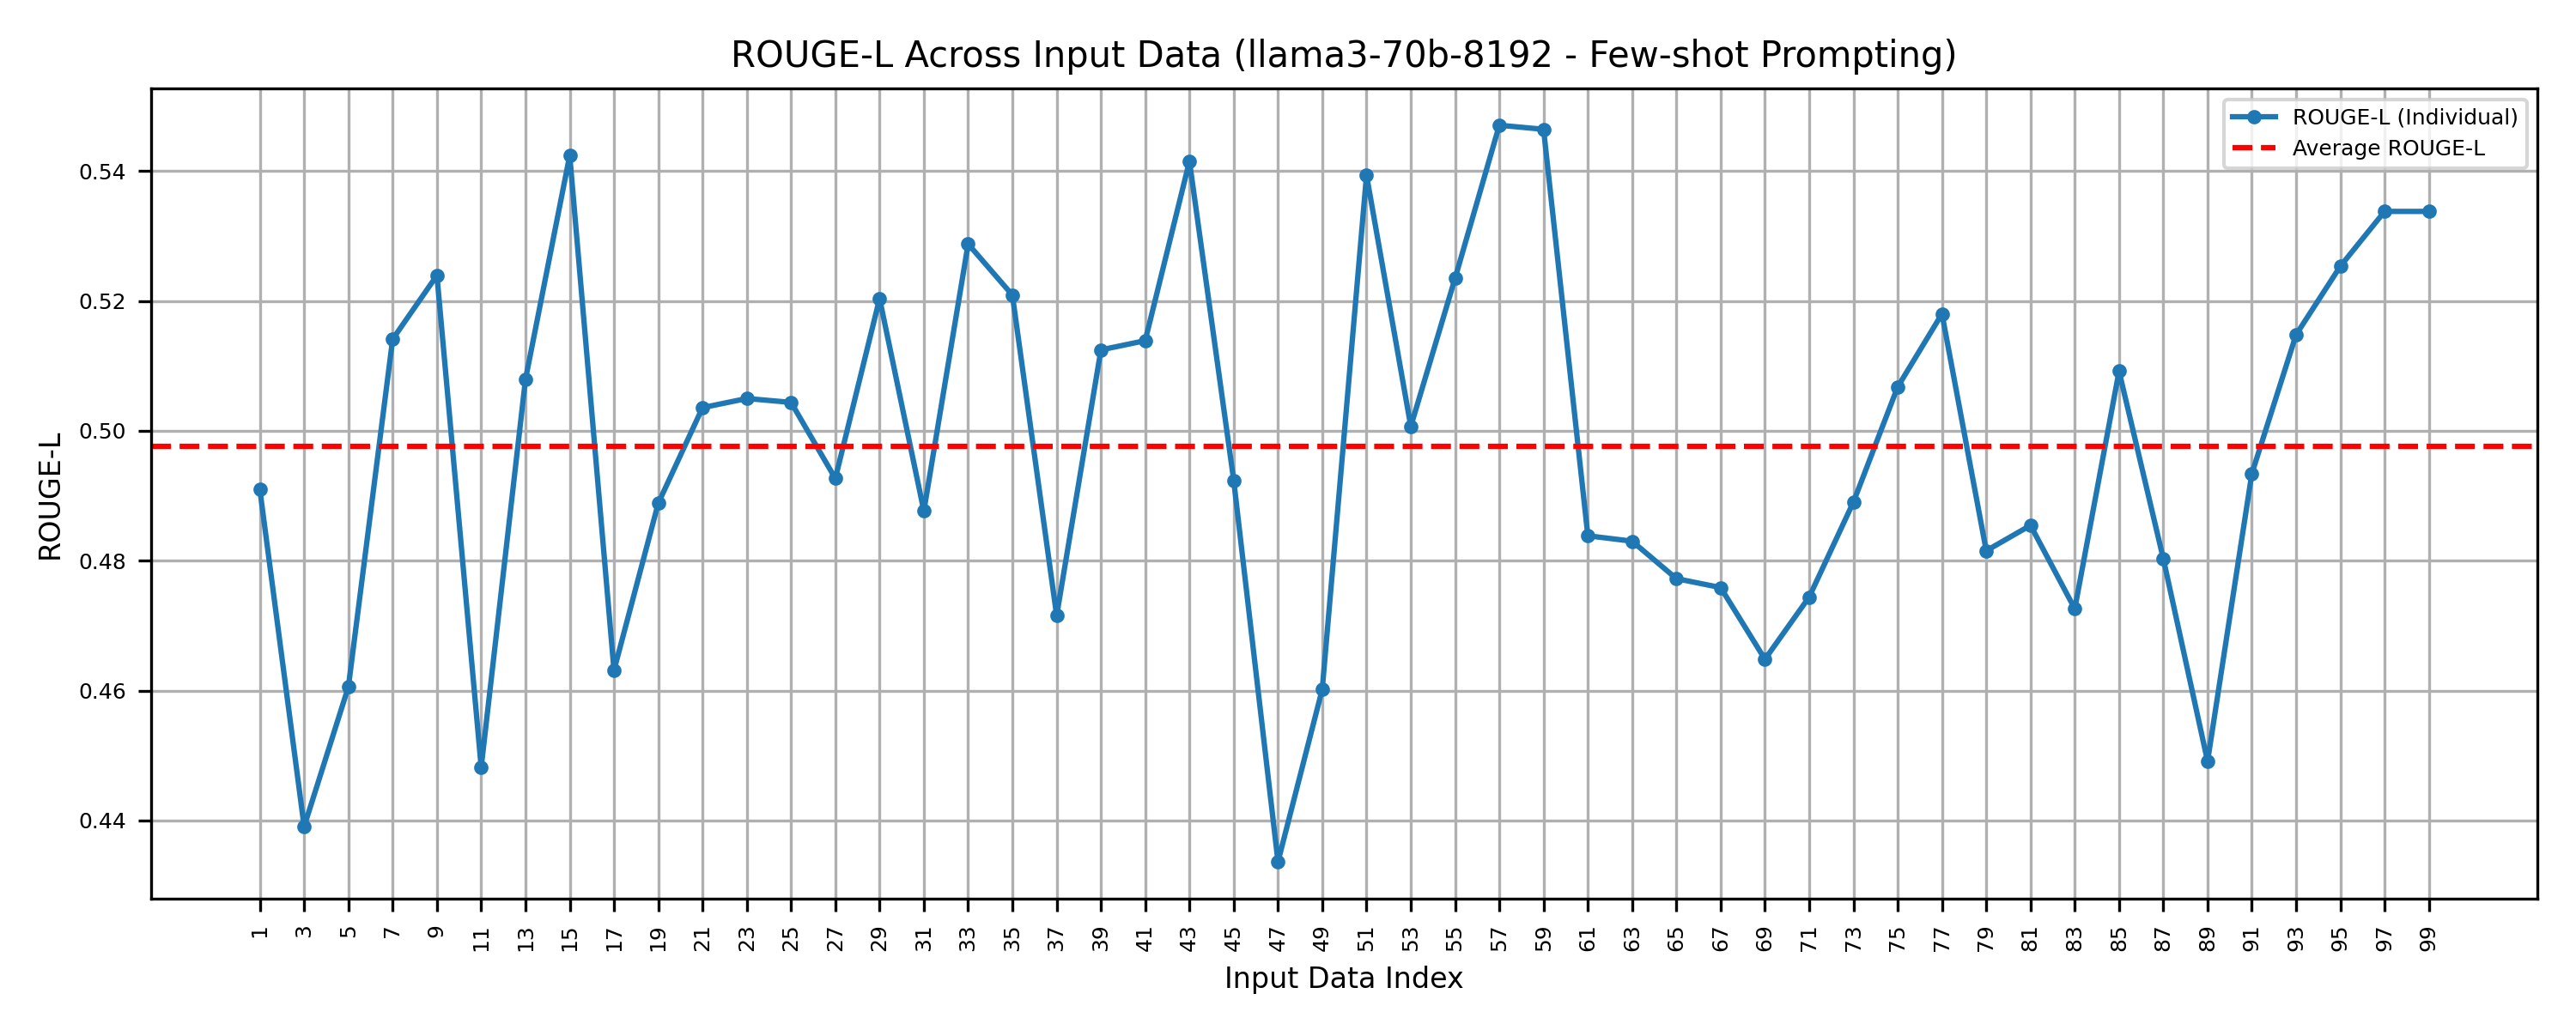 ROUGE-L Across Input Data (llama3-70b-8192 - Few-shot Prompting)
ROUGE-L (Individual)
Average ROUGE-L
ROUGE-L
0.54
0.52
0.50
0.48
0.46
0.44
1 3 5 7 9 11 13 15 17 19 21 23 25 27 29 31 33 35 37 39 41 43 45 47 49 51 53 55 57 59 61 63 65 67 69 71 73 75 77 79 81 83 85 87 89 91 93 95 97 99
Input Data Index